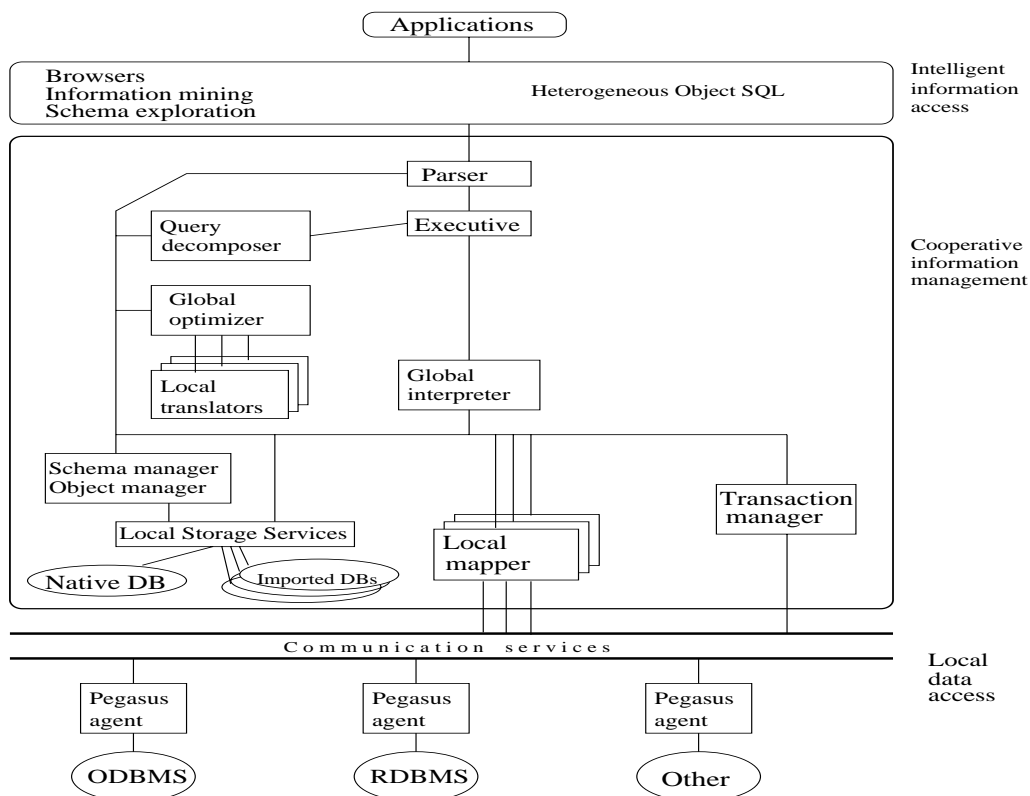 Applications
Browsers
Information mining
Schema exploration
Heterogeneous Object SQL
Intelligent
information
access
Parser
Query
decomposer
Executive
Cooperative
information
management
Global
optimizer
Local
translators
Global
interpreter
Schema manager
Object manager
Transaction
manager
Local Storage Services
Local
mapper
Native DB
Imported DBs
Communication services
Local
data
access
Pegasus
agent
Pegasus
agent
Pegasus
agent
ODBMS
RDBMS
Other